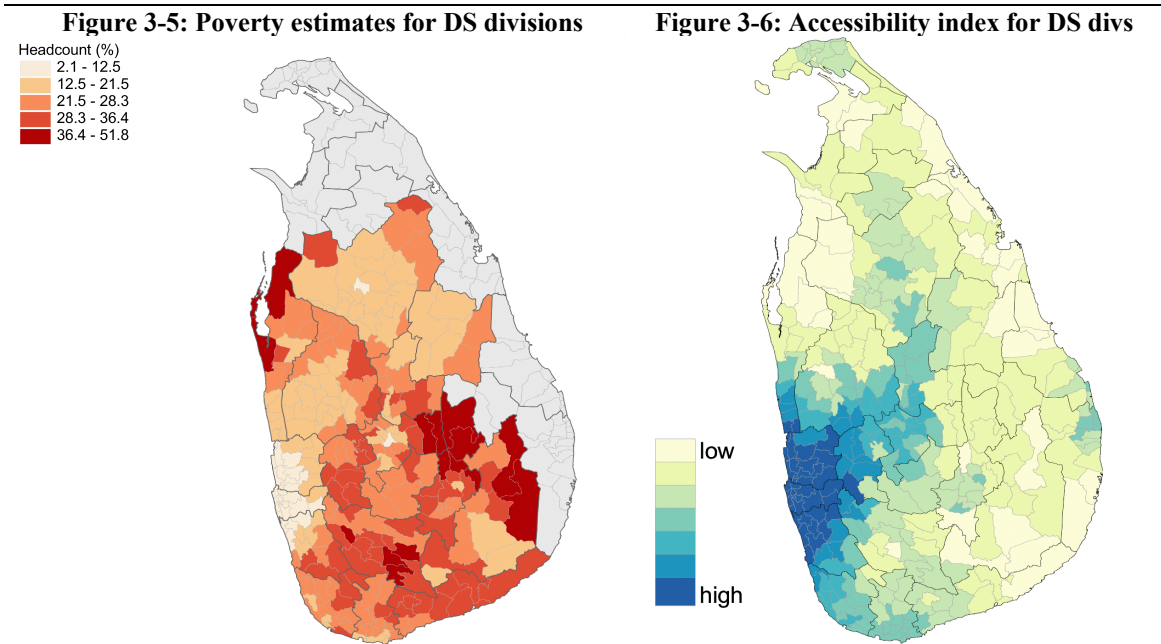 Figure 3-5: Poverty estimates for DS divisions
Headcount (%)
2.1 - 12.5
12.5 - 21.5
21.5 - 28.3
28.3 - 36.4
36.4 - 51.8
Figure 3-6: Accessibility index for DS divs
low
high